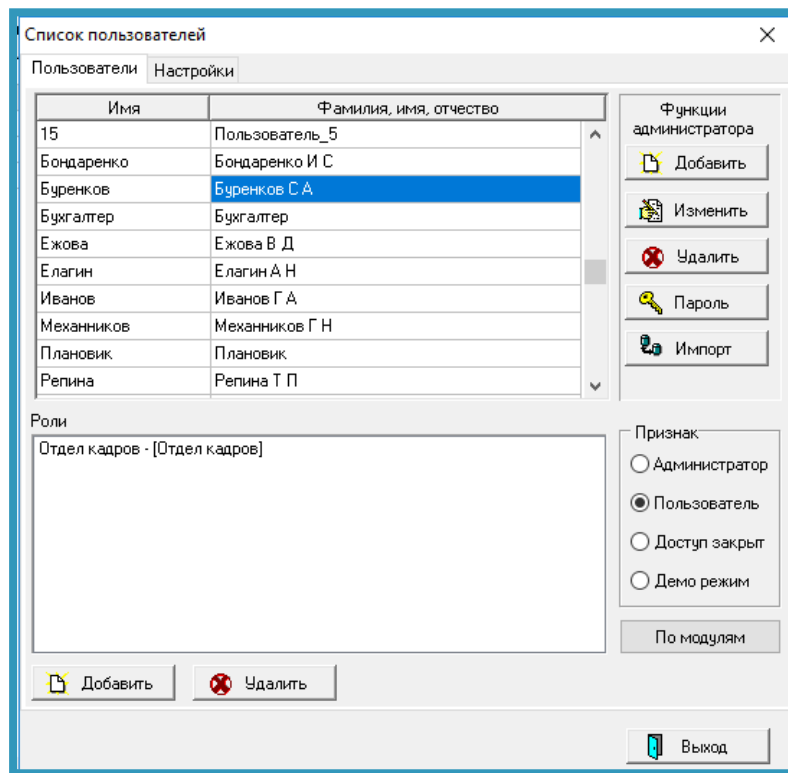 Список пользователей
Пользователи Настройки
Имя Фамилия, имя, отчество
15 Пользователь_5
Бондаренко Бондаренко И С
Буренков Буренков С А
Бухгалтер Бухгалтер
Ежова Ежова В Д
Елагин Елагин А Н
Иванов Иванов Г А
Механников Механников Г Н
Плановик Плановик
Репина Репина Т П
Функции
администратора
Добавить
Изменить
Удалить
Пароль
Импорт
Роли
Отдел кадров - [Отдел кадров]
Признак
Администратор
Пользователь
Доступ закрыт
Демо режим
По модулям
Добавить Удалить
Выход